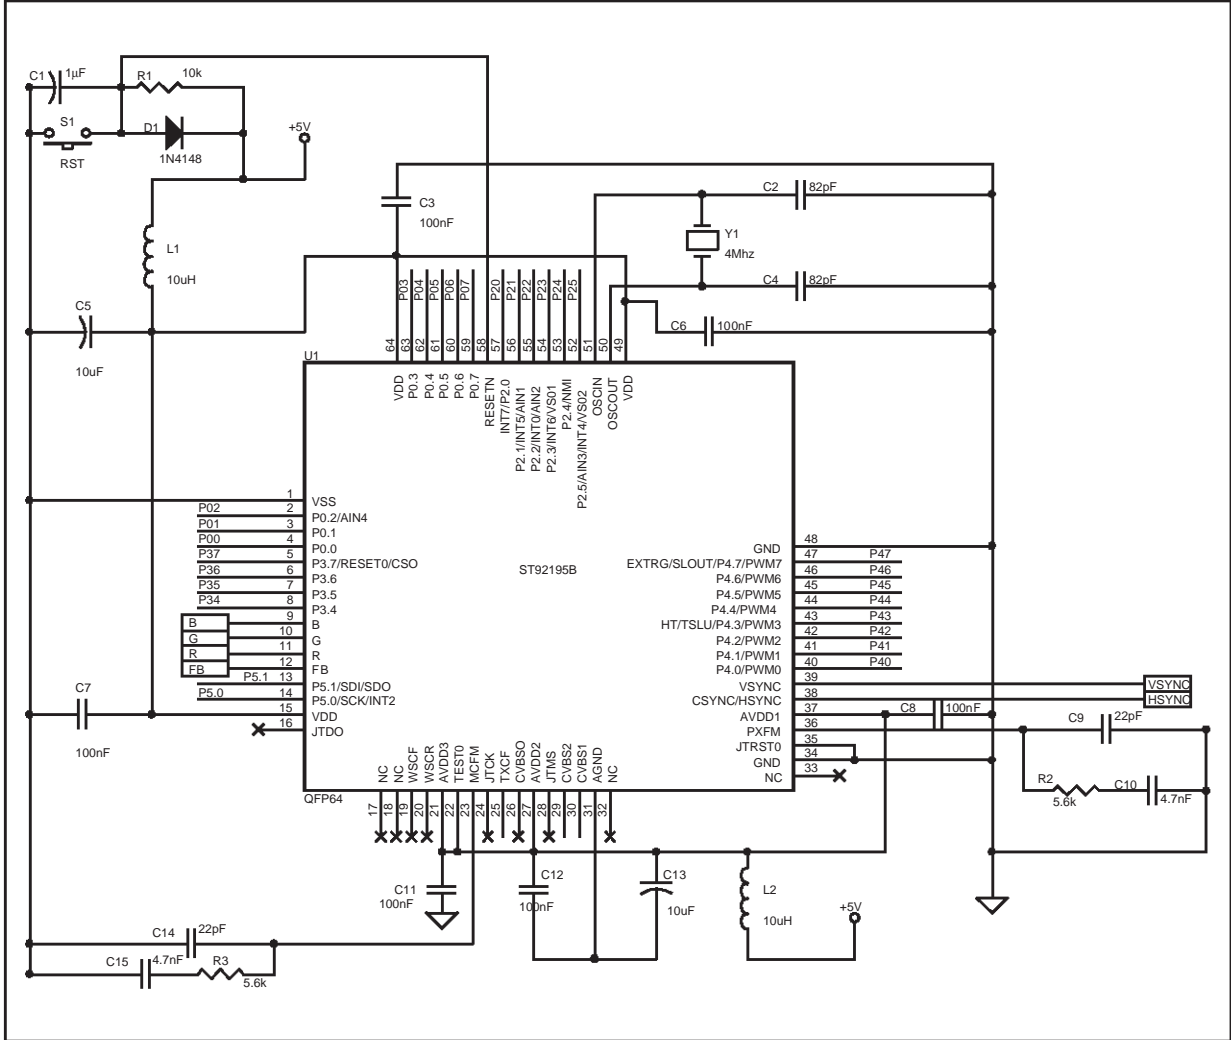 C1
1µF
R1
10k
S1
D1
RST
1N4148
+5V
C3
100nF
C2
82pF
Y1
4Mhz
C4
82pF
L1
10uH
C5
10uF
C6
100nF
P03
P04
P05
P06
P07
P20
P21
P22
P23
P24
P25
64
63
62
61
60
59
58
57
56
55
54
53
52
51
50
49
U1
VDD
P0.3
P0.4
P0.5
P0.6
P0.7
RESETN
INT7/P2.0
P2.1/INT5/AIN1
P2.2/INT0/AIN2
P2.3/INT6/VS01
P2.4/NMI
P2.5/AIN3/INT4/VS02
OSCIN
OSCOUT
VDD
1 VSS
P02 2 P0.2/AIN4
P01 3 P0.1
P00 4 P0.0
P37 5 P3.7/RESET0/CSO
P36 6 P3.6
P35 7 P3.5
P34 8 P3.4
B 9 B
G 10 G
R 11 R
FB 12 FB
P5.1 13 P5.1/SDI/SDO
P5.0 14 P5.0/SCK/INT2
15 VDD
16 JTDO
C7
100nF
ST92195B
GND 48
EXTRG/SLOUT/P4.7/PWM7 47 P47
P4.6/PWM6 46 P46
P4.5/PWM5 45 P45
P4.4/PWM4 44 P44
HT/TSLU/P4.3/PWM3 43 P43
P4.2/PWM2 42 P42
P4.1/PWM1 41 P41
P4.0/PWM0 40 P40
VSYNC 39 VSYNC
CSYNC/HSYNC 38 HSYNC
AVDD1 37
PXFM 36
JTRST0 35
GND 34
NC 33
C8
100nF
C9
22pF
R2
5.6k
C10
4.7nF
NC
NC
WSCF
WSCR
AVDD3
TEST0
MCFM
JTCK
TXCF
CVBSO
AVDD2
JTMS
CVBS2
CVBS1
AGND
NC
QFP64
17
18
19
20
21
22
23
24
25
26
27
28
29
30
31
32
C11
100nF
C12
100nF
C13
10uF
L2
10uH
+5V
C14
22pF
C15
4.7nF
R3
5.6k